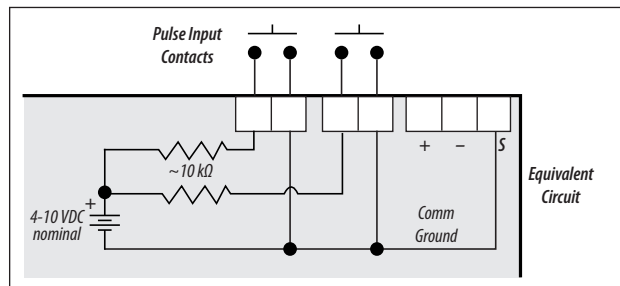 Pulse Input
Contacts
+ – S
~10 kΩ
Equivalent
Circuit
+
4-10 VDC
nominal
Comm
Ground